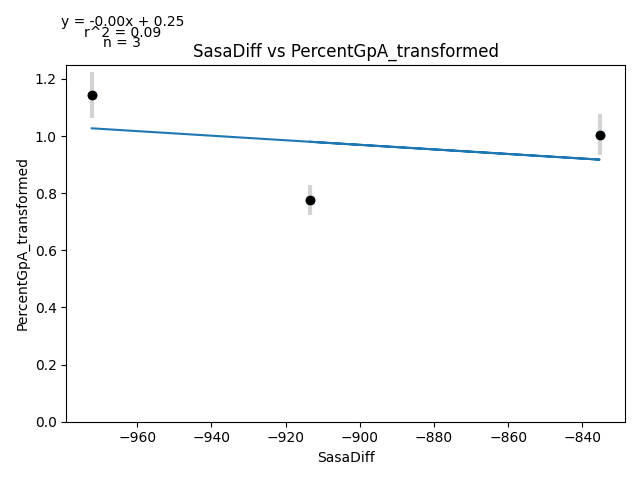 y = -0.00x + 0.25
r^2 = 0.09
n = 3
SasaDiff vs PercentGpA_transformed
1.2
1.0
0.8
0.6
0.4
0.2
0.0
PercentGpA_transformed
−960
−940
−920
−900
−880
−860
−840
SasaDiff